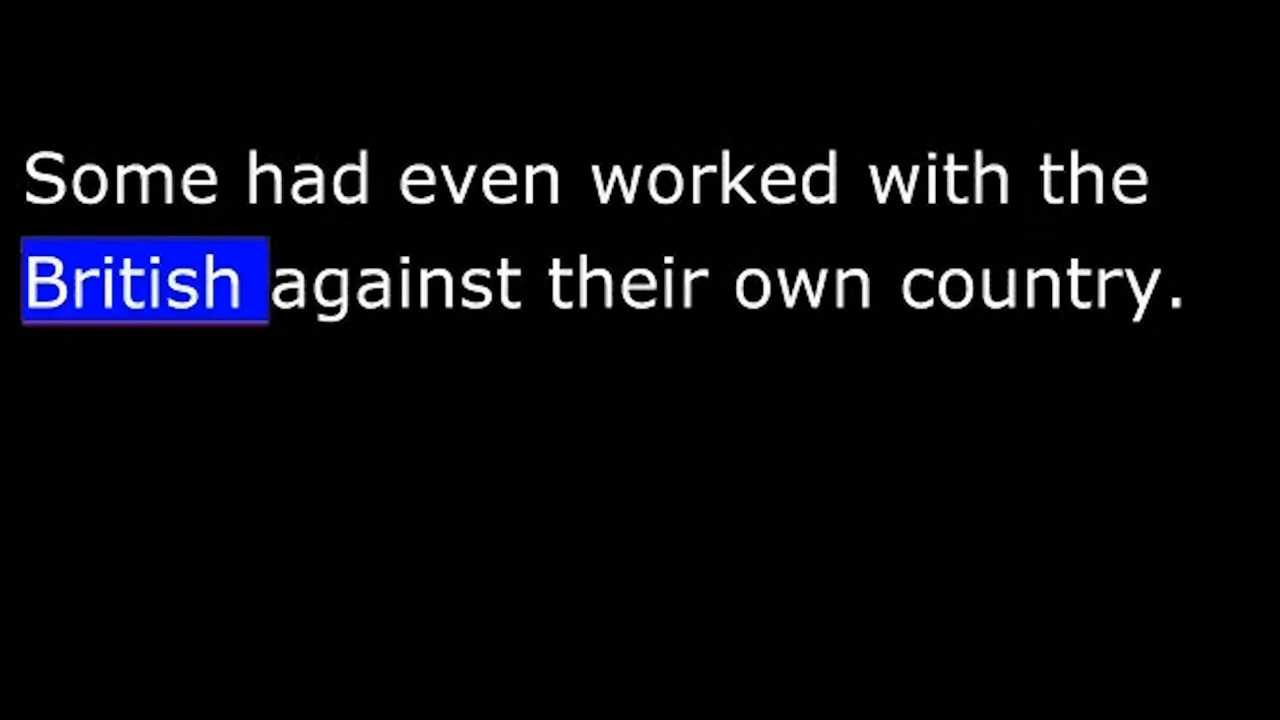 Some had even worked with the
British against their own country.